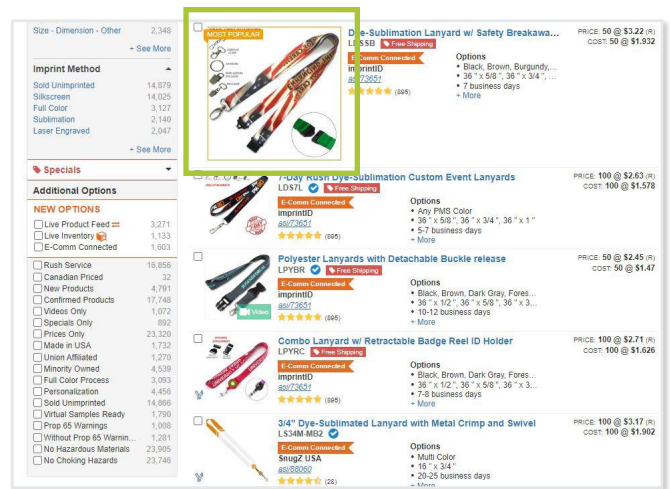 Size - Dimension - Other 2,348
+ See More
Imprint Method
Sold Unimprinted 14,879
Silkscreen 14,025
Full Color 3,127
Sublimation 2,140
Laser Engraved 2,047
+ See More
Specials
Additional Options
NEW OPTIONS
Live Product Feed 3,271
Live Inventory 1,133
E-Comm Connected 1,603
Rush Service 16,856
Canadian Priced 32
New Products 4,791
Confirmed Products 17,748
Videos Only 1,072
Specials Only 892
Prices Only 23,320
Made in USA 1,732
Union Affiliated 1,270
Minority Owned 4,539
Full Color Process 3,093
Personalization 4,456
Sold Unimprinted 14,866
Virtual Samples Ready 1,790
Prop 65 Warnings 1,008
Without Prop 65 Warnin... 1,281
No Hazardous Materials 23,905
No Choking Hazards 23,746
MOST POPULAR
Dye-Sublimation Lanyard w/ Safety Breakawa...
LDSSB Free Shipping
E-Comm Connected
imprintID
asi/73651
(895)
Options
• Black, Brown, Burgundy,...
• 36 " x 5/8 ", 36 " x 3/4 ", ...
• 7 business days
+ More
PRICE: 50 @ $3.22 (R)
COST: 50 @ $1.932
7-Day Rush Dye-Sublimation Custom Event Lanyards
LDS7L Free Shipping
E-Comm Connected
imprintID
asi/73651
(895)
Options
• Any PMS Color
• 36 " x 5/8 ", 36 " x 3/4 ", 36 " x 1 "
• 5-7 business days
+ More
PRICE: 100 @ $2.63 (R)
COST: 100 @ $1.578
Video
Polyester Lanyards with Detachable Buckle release
LPYBR Free Shipping
E-Comm Connected
imprintID
asi/73651
(895)
Options
• Black, Brown, Dark Gray, Fores...
• 36 " x 1/2 ", 36 " x 5/8 ", 36 " x 3...
• 10-12 business days
+ More
PRICE: 50 @ $2.45 (R)
COST: 50 @ $1.47
Combo Lanyard w/ Retractable Badge Reel ID Holder
LPYRC Free Shipping
E-Comm Connected
imprintID
asi/73651
(895)
Options
• Black, Brown, Dark Gray, Fores...
• 36 " x 1/2 ", 36 " x 5/8 ", 36 " x 3...
• 7-8 business days
+ More
PRICE: 100 @ $2.71 (R)
COST: 100 @ $1.626
3/4" Dye-Sublimated Lanyard with Metal Crimp and Swivel
LS34M-MB2
E-Comm Connected
SnugZ USA
asi/88060
(28)
Options
• Multi Color
• 16 " x 3/4 "
• 20-25 business days
+ More
PRICE: 100 @ $3.17 (R)
COST: 100 @ $1.902